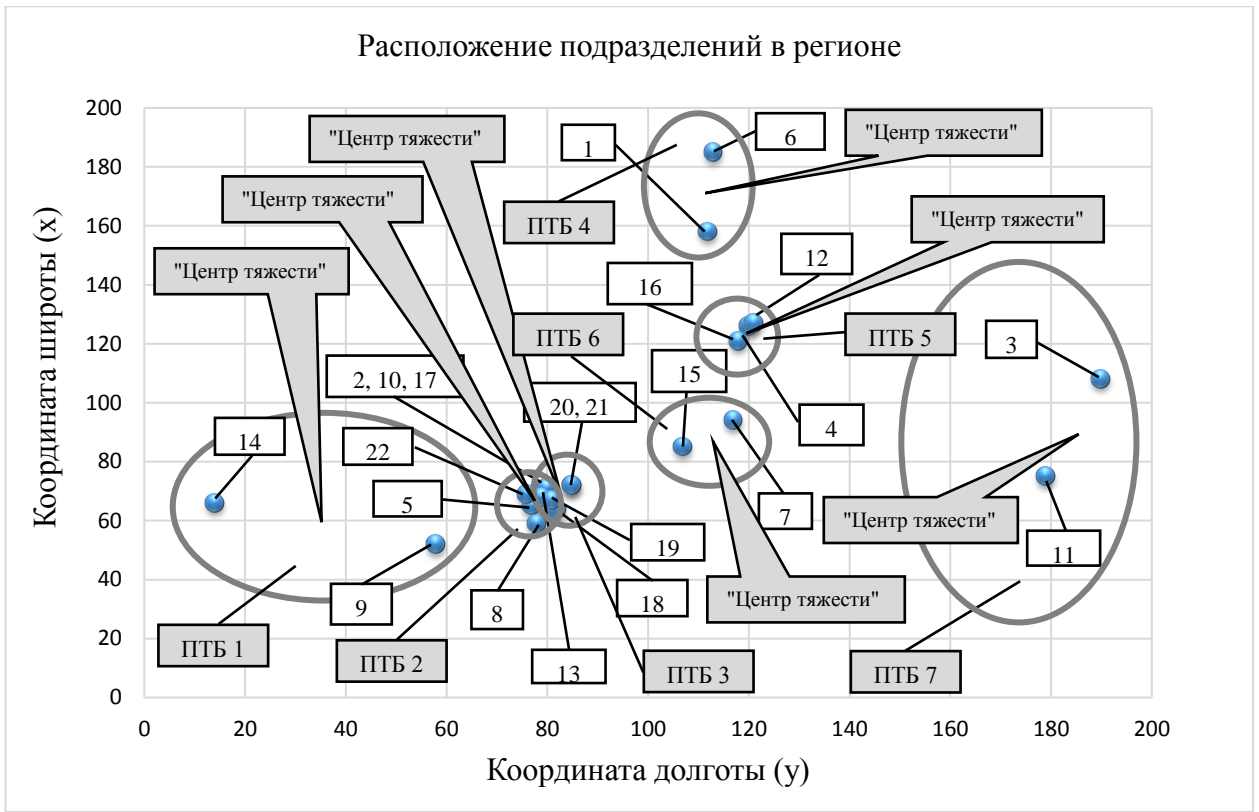 Расположение подразделений в регионе
Координата широты (x)
200
180
160
140
120
100
80
60
40
20
0
"Центр тяжести"
1
6
"Центр тяжести"
"Центр тяжести"
ПТБ 4
"Центр тяжести"
"Центр тяжести"
12
16
ПТБ 6
ПТБ 5
3
2, 10, 17
15
20, 21
4
14
22
5
7
"Центр тяжести"
11
19
9
8
18
"Центр тяжести"
ПТБ 1
ПТБ 2
13
ПТБ 3
ПТБ 7
0
20
40
60
80
100
120
140
160
180
200
Координата долготы (y)